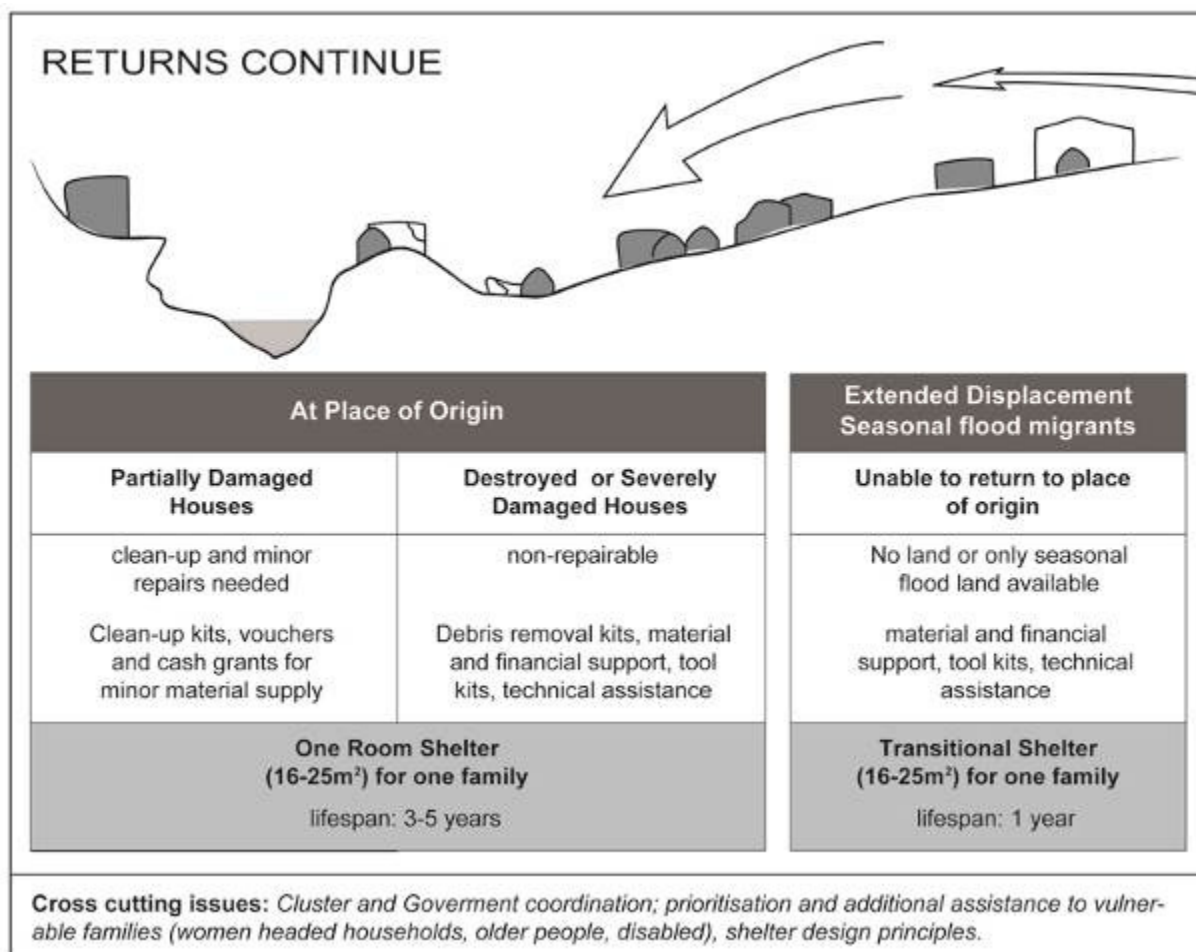 RETURNS CONTINUE
At Place of Origin
Partially Damaged
Houses
clean-up and minor
repairs needed
Clean-up kits, vouchers
and cash grants for
minor material supply
Destroyed or Severely
Damaged Houses
non-repairable
Debris removal kits, material
and financial support, tool
kits, technical assistance
One Room Shelter
(16-25m²) for one family
lifespan: 3-5 years
Extended Displacement
Seasonal flood migrants
Unable to return to place
of origin
No land or only seasonal
flood land available
material and financial
support, tool kits, technical
assistance
Transitional Shelter
(16-25m²) for one family
lifespan: 1 year
Cross cutting issues: Cluster and Goverment coordination; prioritisation and additional assistance to vulner-
able families (women headed households, older people, disabled), shelter design principles.